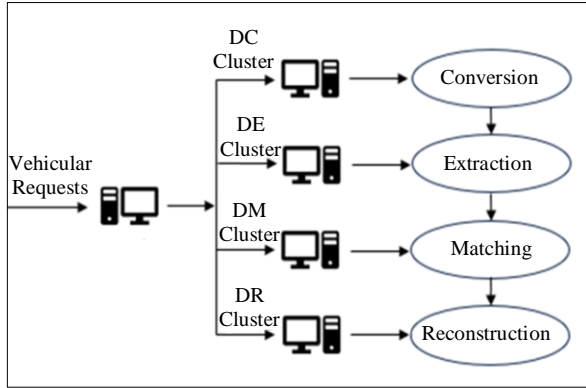 DC
Cluster
Conversion
DE
Cluster
Extraction
Vehicular
Requests
DM
Cluster
Matching
DR
Cluster
Reconstruction